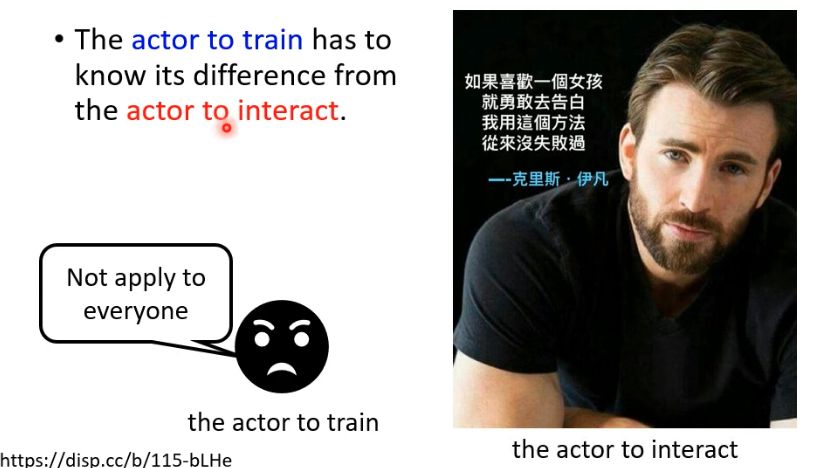 • The actor to train has to
know its difference from
the actor to interact.
如果喜歡一個女孩
就勇敢去告白
我用這個方法
從來沒失敗過
—-克里斯·伊凡
Not apply to
everyone
the actor to train
the actor to interact
https://disp.cc/b/115-bLHe